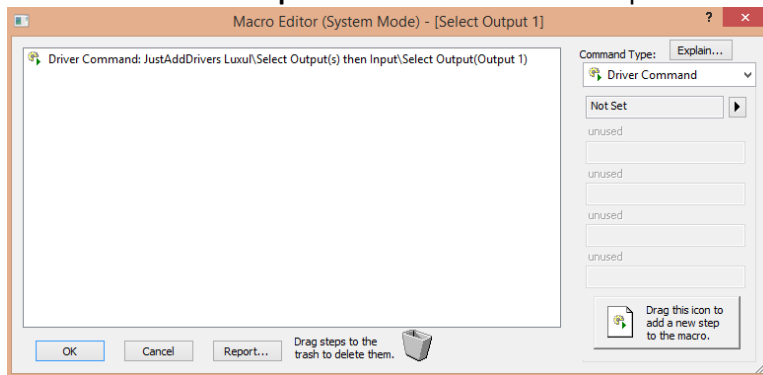 Macro Editor (System Mode) - [Select Output 1]
? ×
Driver Command: JustAddDrivers Luxul\Select Output(s) then Input\Select Output(Output 1)
Command Type:
Explain...
Driver Command
Not Set
unused
unused
unused
unused
Drag this icon to
add a new step
to the macro.
OK
Cancel
Report...
Drag steps to the
trash to delete them.